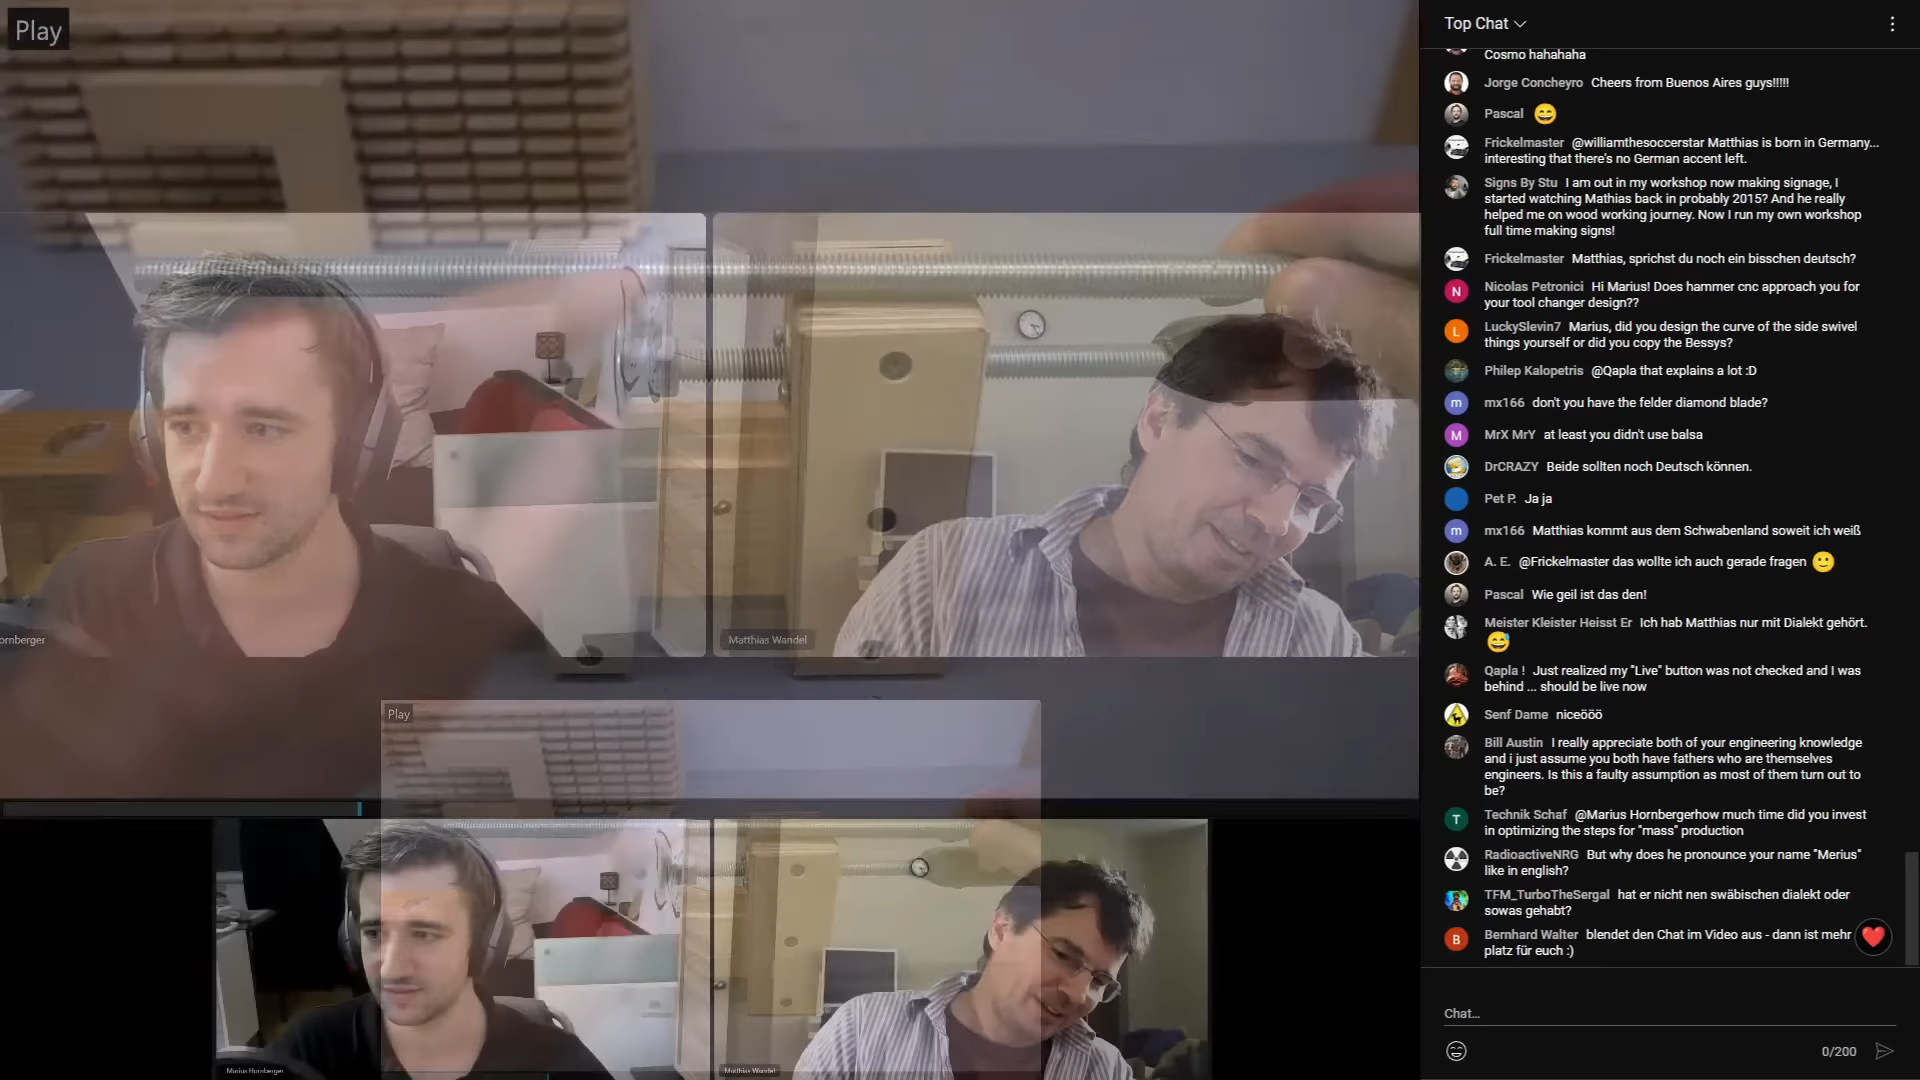 Play
Top Chat
Cosmo hahahaha
Jorge Concheyro Cheers from Buenos Aires guys!!!!!
Pascal 😄
Frickelmaster @williamthesoccerstar Matthias is born in Germany...
interesting that there's no German accent left.
Signs By Stu I am out in my workshop now making signage, I
started watching Mathias back in probably 2015? And he really
helped me on wood working journey. Now I run my own workshop
full time making signs!
Frickelmaster Matthias, sprichst du noch ein bisschen deutsch?
N Nicolas Petronici Hi Marius! Does hammer cnc approach you for
your tool changer design??
L LuckySlevin7 Marius, did you design the curve of the side swivel
things yourself or did you copy the Bessys?
Philep Kalopetris @Qapla that explains a lot :D
m mx166 don't you have the felder diamond blade?
M MrX MrY at least you didn't use balsa
DrCRAZY Beide sollten noch Deutsch können.
Pet P. Ja ja
m mx166 Matthias kommt aus dem Schwabenland soweit ich weiß
A. E. @Frickelmaster das wollte ich auch gerade fragen 🙂
Pascal Wie geil ist das den!
Meister Kleister Heisst Er Ich hab Matthias nur mit Dialekt gehört.
😅
Qapla ! Just realized my "Live" button was not checked and I was
behind ... should be live now
Senf Dame niceööö
Bill Austin I really appreciate both of your engineering knowledge
and i just assume you both have fathers who are themselves
engineers. Is this a faulty assumption as most of them turn out to
be?
T Technik Schaf @Marius Hornbergerhow much time did you invest
in optimizing the steps for "mass" production
RadioactiveNRG But why does he pronounce your name "Merius"
like in english?
TFM_TurboTheSergal hat er nicht nen swäbischen dialekt oder
sowas gehabt?
B Bernhard Walter blendet den Chat im Video aus - dann ist mehr
platz für euch :)
Chat...
0/200
ornberger
Matthias Wandel
Play
Marius Hornberger
Matthias Wandel